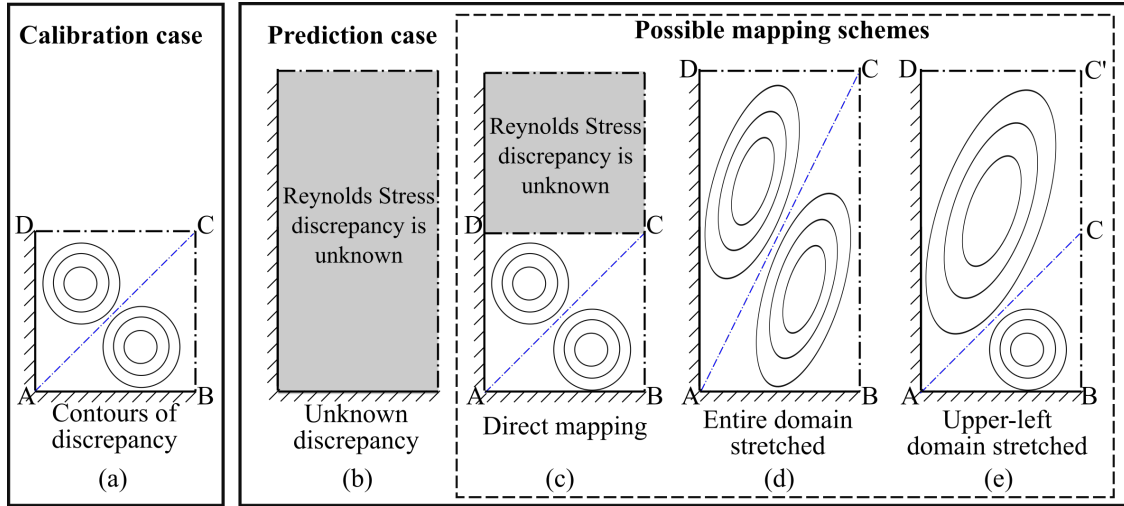 Calibration case
D
C
A
B
Contours of
discrepancy
(a)
Prediction case
Reynolds Stress
discrepancy is
unknown
Unknown
discrepancy
(b)
Possible mapping schemes
Reynolds Stress
discrepancy is
unknown
D
C
A
B
Direct mapping
(c)
D
C
A
B
Entire domain
stretched
(d)
D
C'
C
A
B
Upper-left
domain stretched
(e)